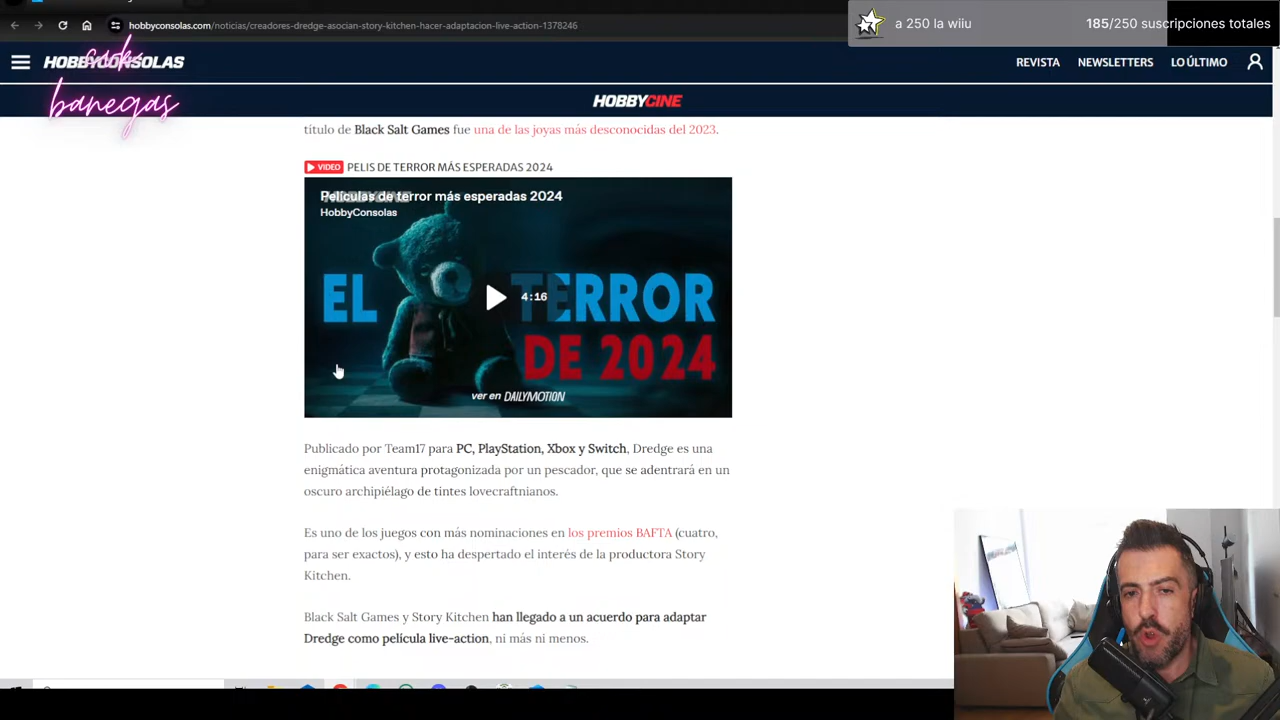 hobbyconsolas.com/noticias/creadores-dredge-asocian-story-kitchen-hacer-adaptacion-live-action-1378246
a 250 la wiiu
185/250 suscripciones totales
HOBBYCONSOLAS
REVISTA
NEWSLETTERS
LO ÚLTIMO
banegas
HOBBYCINE
título de Black Salt Games fue una de las joyas más desconocidas del 2023.
VIDEO PELIS DE TERROR MÁS ESPERADAS 2024
Películas de terror más esperadas 2024
HobbyConsolas
EL TERROR
4:16
DE 2024
ver en DAILYMOTION
Publicado por Team17 para PC, PlayStation, Xbox y Switch, Dredge es una
enigmática aventura protagonizada por un pescador, que se adentrará en un
oscuro archipiélago de tintes lovecraftnianos.
Es uno de los juegos con más nominaciones en los premios BAFTA (cuatro,
para ser exactos), y esto ha despertado el interés de la productora Story
Kitchen.
Black Salt Games y Story Kitchen han llegado a un acuerdo para adaptar
Dredge como película live-action, ni más ni menos.